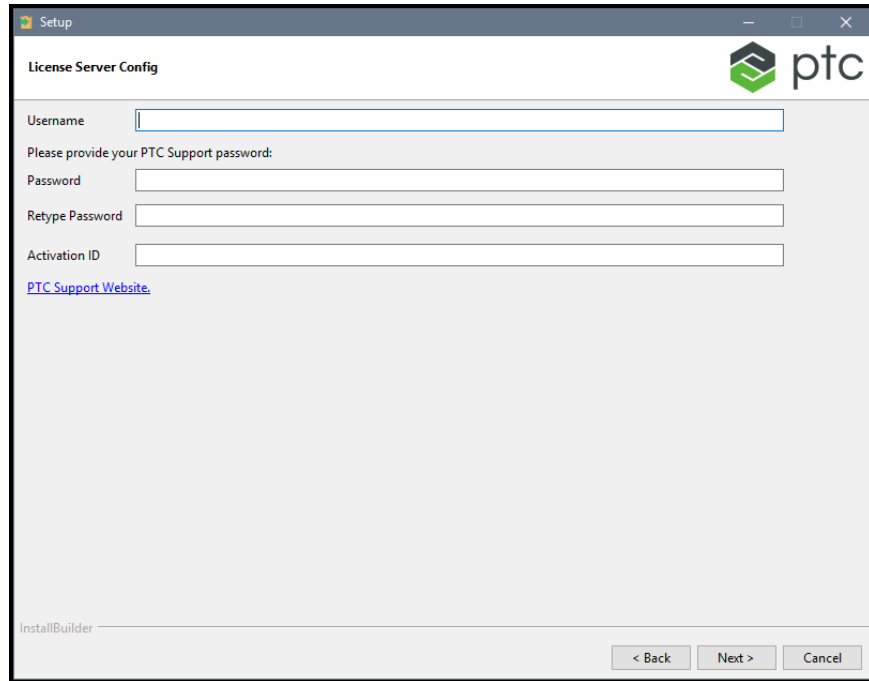 Setup
License Server Config
ptc
Username
Please provide your PTC Support password:
Password
Retype Password
Activation ID
PTC Support Website.
InstallBuilder
< Back Next > Cancel